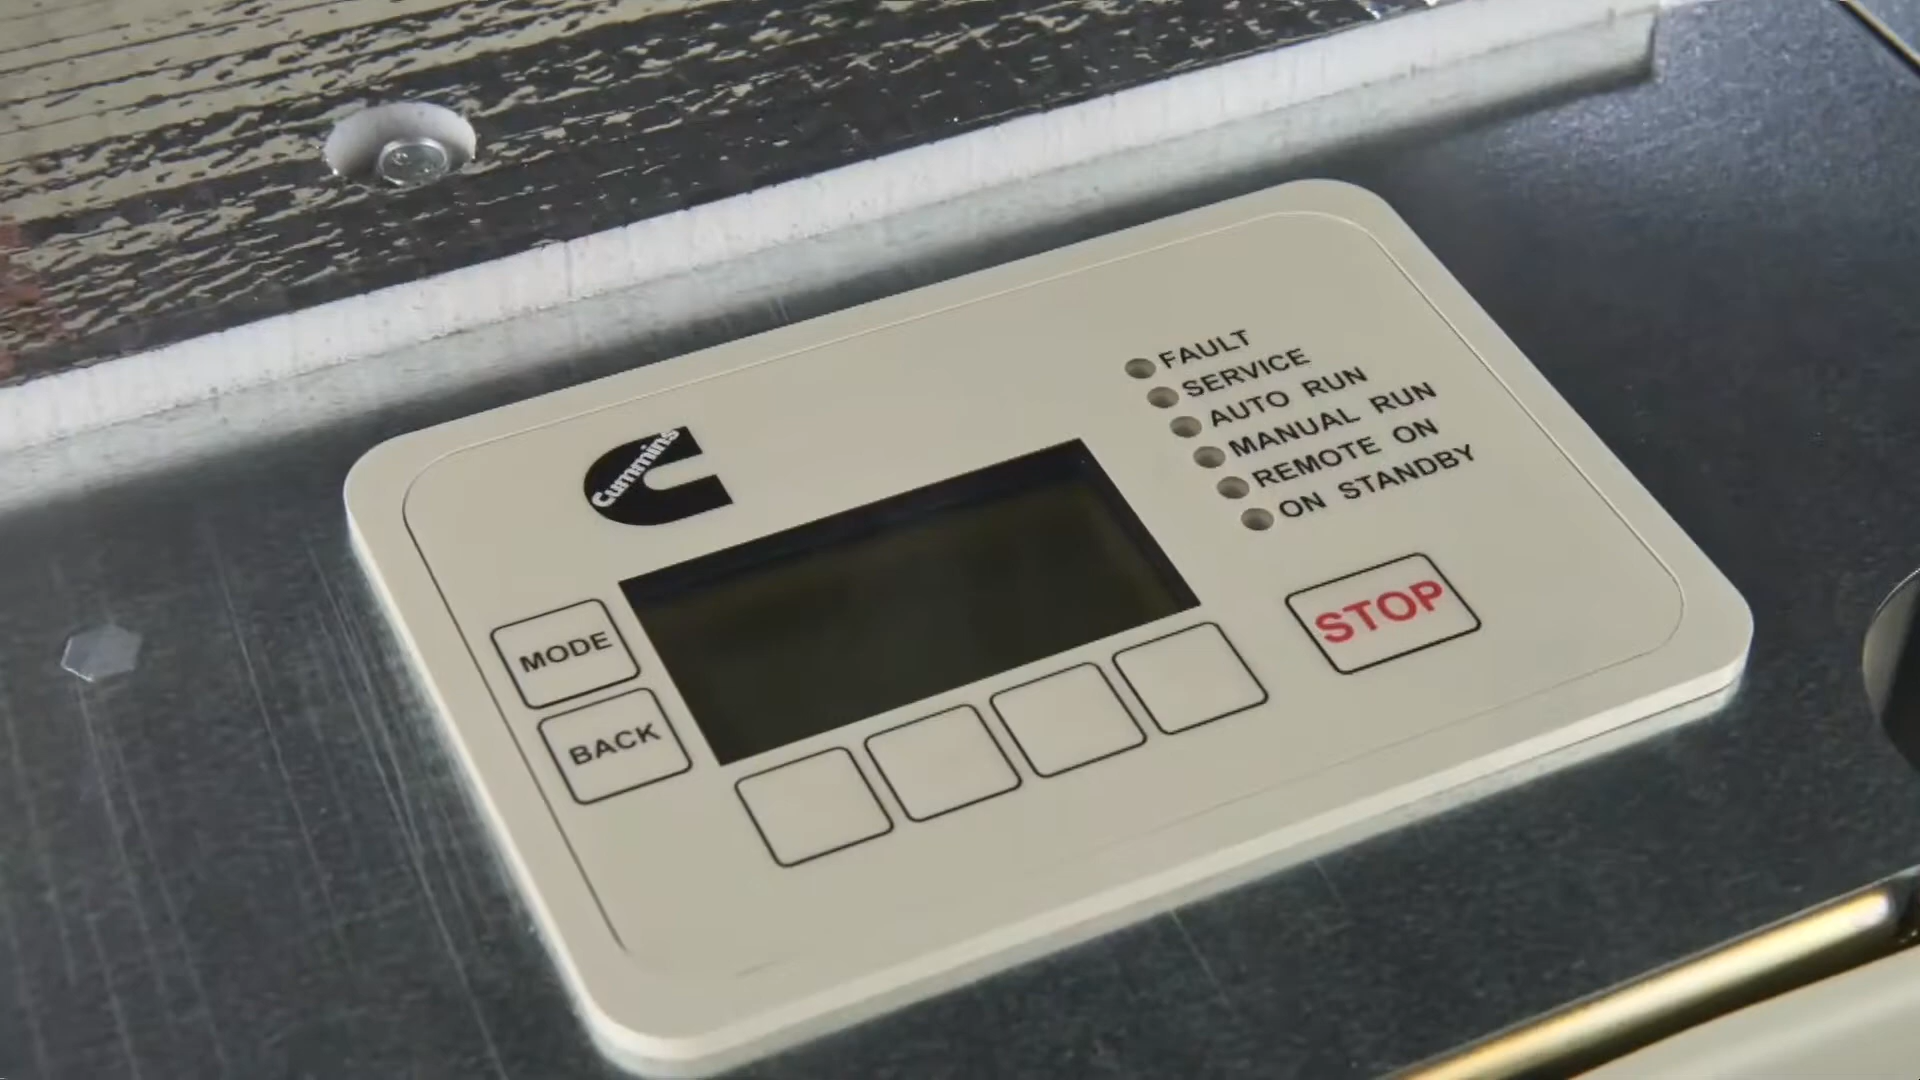 Cummins
FAULT
SERVICE
AUTO RUN
MANUAL RUN
REMOTE ON
ON STANDBY
MODE
BACK
STOP